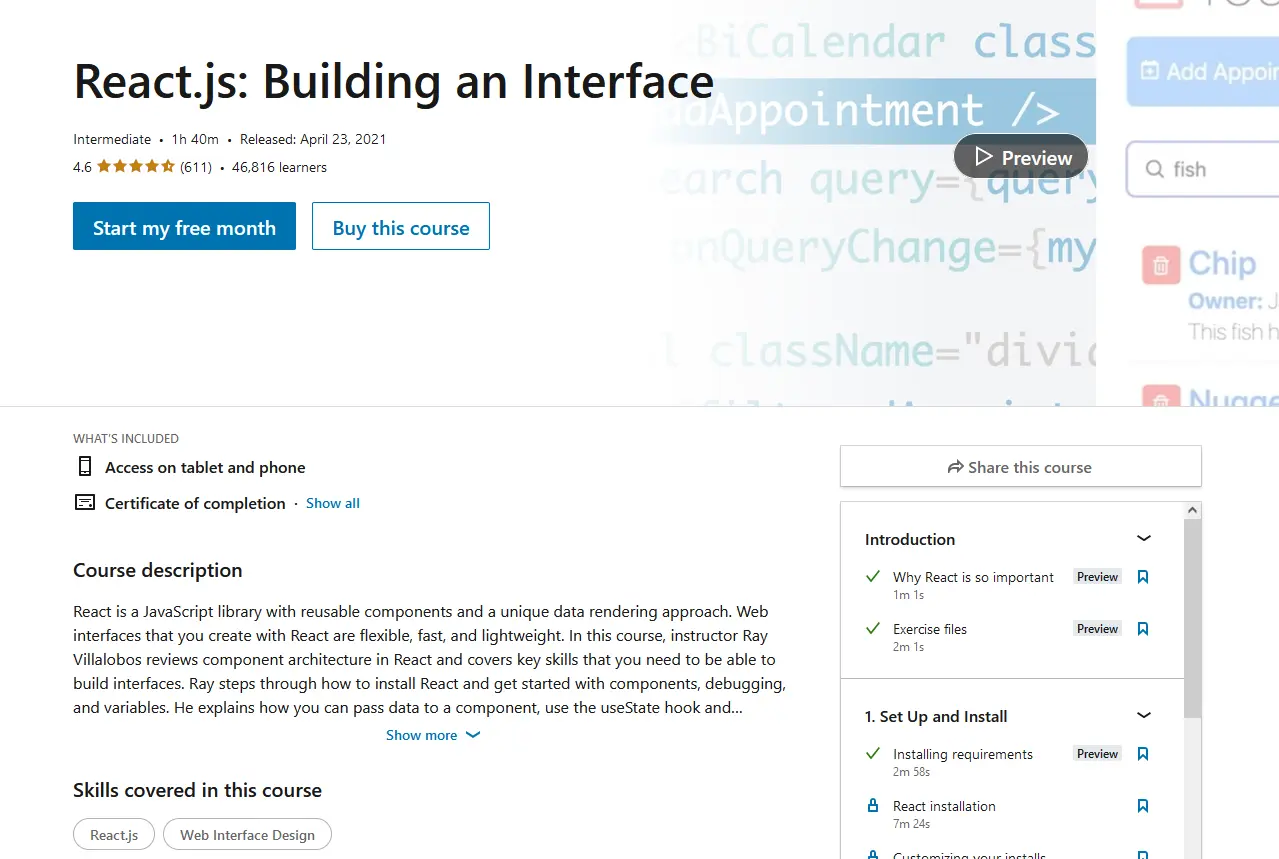 React.js: Building an Interface
Intermediate • 1h 40m • Released: April 23, 2021
4.6 (611) • 46,816 learners
Start my free month
Buy this course
BiCalendar class
Appointment />
Preview
query={query
QueryChange={my
className="divid
Add Appoin
fish
Chip
Owner: J
This fish h
Nugge
WHAT'S INCLUDED
Access on tablet and phone
Certificate of completion · Show all
Course description
React is a JavaScript library with reusable components and a unique data rendering approach. Web
interfaces that you create with React are flexible, fast, and lightweight. In this course, instructor Ray
Villalobos reviews component architecture in React and covers key skills that you need to be able to
build interfaces. Ray steps through how to install React and get started with components, debugging,
and variables. He explains how you can pass data to a component, use the useState hook and...
Show more
Skills covered in this course
React.js
Web Interface Design
Share this course
Introduction
Why React is so important Preview
1m 1s
Exercise files Preview
2m 1s
1. Set Up and Install
Installing requirements Preview
2m 58s
React installation
7m 24s
Customizing your installs